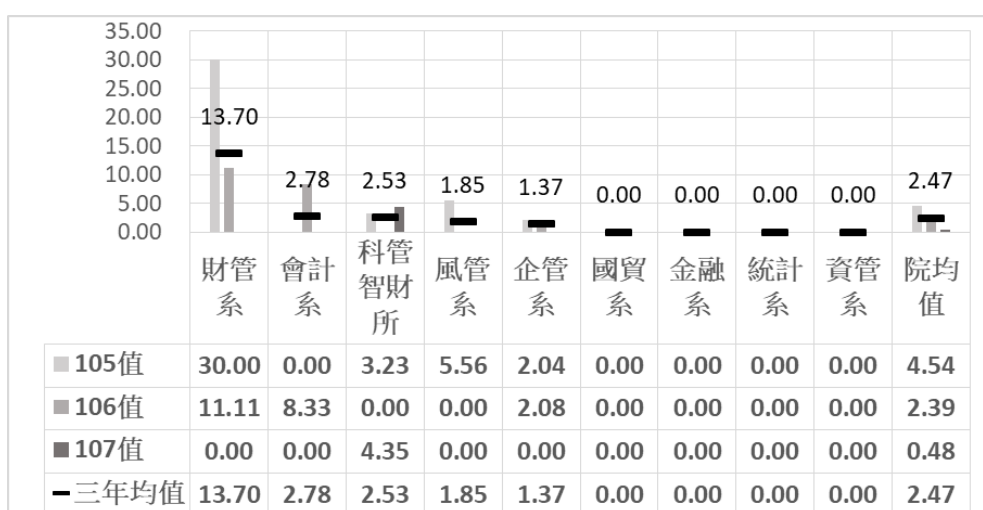 35.00
30.00
25.00
20.00
15.00
10.00
5.00
0.00
13.70 2.78 2.53 1.85 1.37 0.00 0.00 0.00 0.00 2.47
財管系 會計系 科管智財所 風管系 企管系 國貿系 金融系 統計系 資管系 院均值
105值 30.00 0.00 3.23 5.56 2.04 0.00 0.00 0.00 0.00 4.54
106值 11.11 8.33 0.00 0.00 2.08 0.00 0.00 0.00 0.00 2.39
107值 0.00 0.00 4.35 0.00 0.00 0.00 0.00 0.00 0.00 0.48
三年均值 13.70 2.78 2.53 1.85 1.37 0.00 0.00 0.00 0.00 2.47